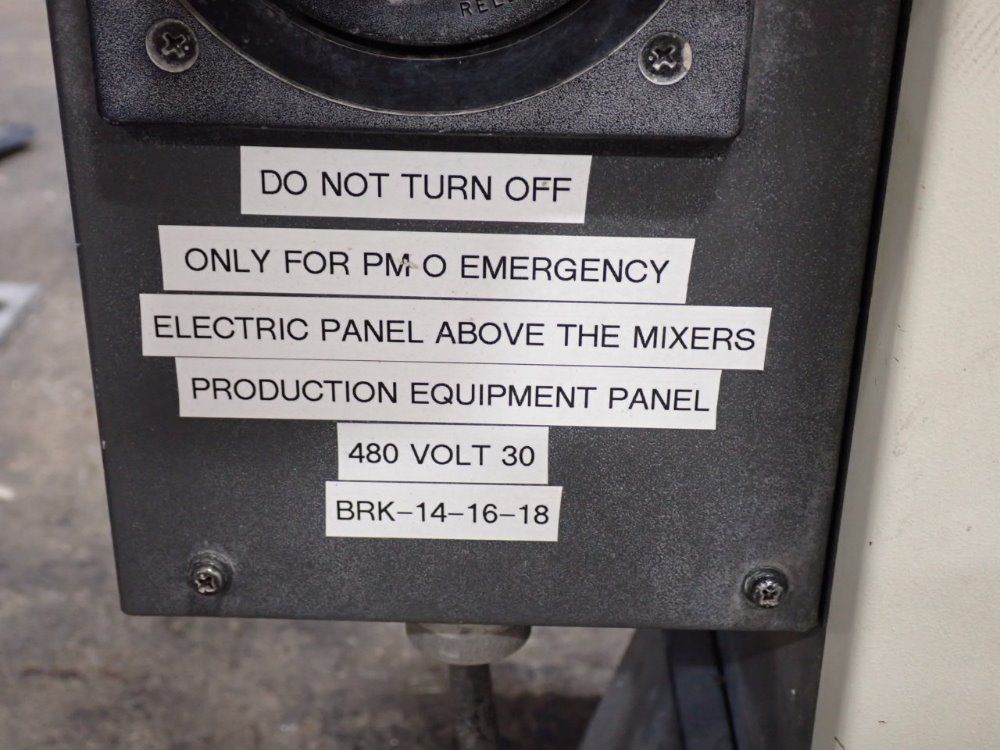 DO NOT TURN OFF
ONLY FOR PM O EMERGENCY
ELECTRIC PANEL ABOVE THE MIXERS
PRODUCTION EQUIPMENT PANEL
480 VOLT 30
BRK-14-16-18